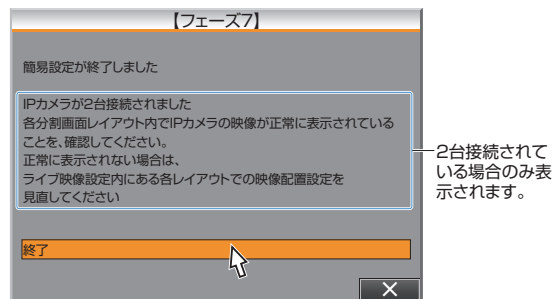 【フェーズ7】
簡易設定が終了しました
IPカメラが2台接続されました
各分割画面レイアウト内でIPカメラの映像が正常に表示されている
ことを、確認してください。
正常に表示されない場合は、
ライブ映像設定内にある各レイアウトでの映像配置設定を
見直してください
2台接続されて
いる場合のみ表
示されます。
終了